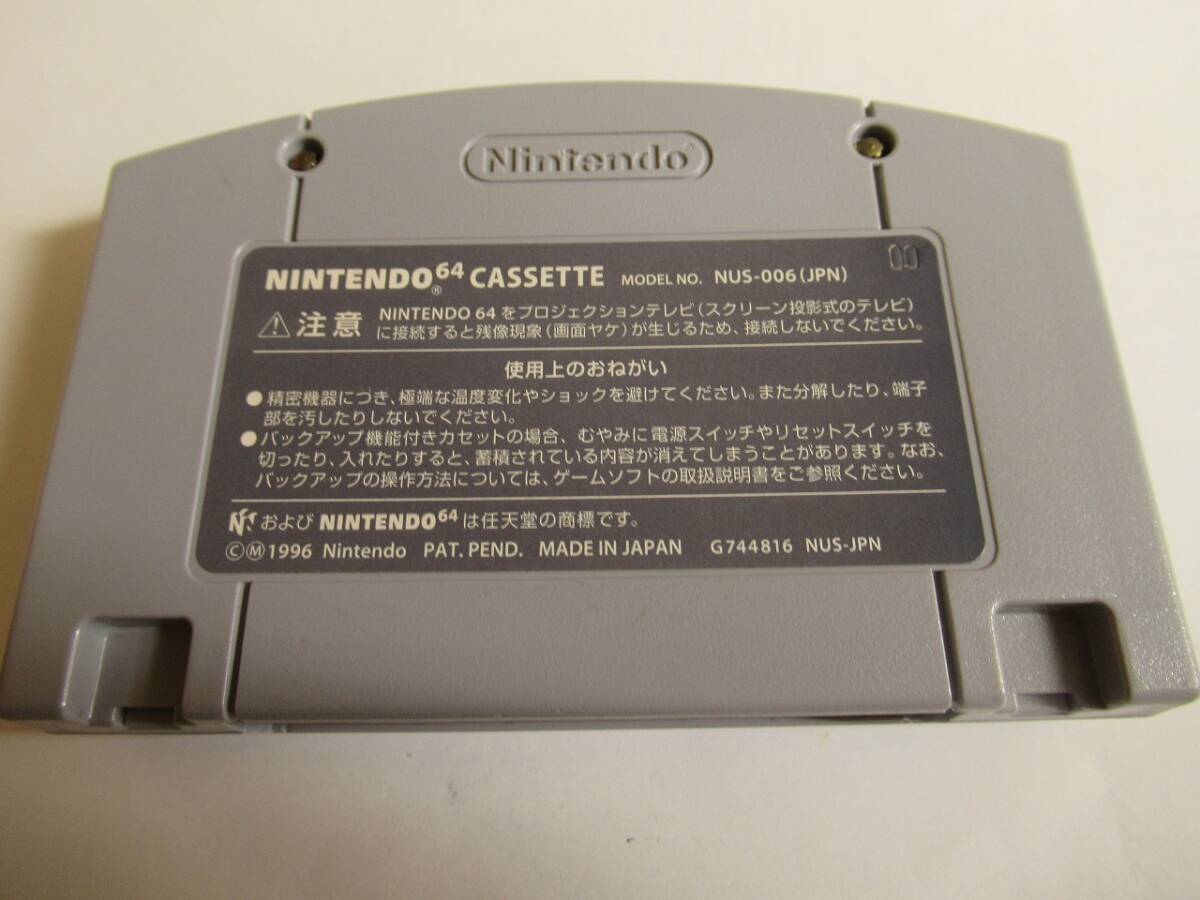 Nintendo®
NINTENDO®64 CASSETTE MODEL NO. NUS-006(JPN) 00
⚠注意 NINTENDO 64 をプロジェクションテレビ(スクリーン投影式のテレビ)
に接続すると残像現象(画面ヤケ)が生じるため、接続しないでください。
使用上のおねがい
●精密機器につき、極端な温度変化やショックを避けてください。また分解したり、端子
部を汚したりしないでください。
●バックアップ機能付きカセットの場合、むやみに電源スイッチやリセットスイッチを
切ったり、入れたりすると、蓄積されている内容が消えてしまうことがあります。なお、
バックアップの操作方法については、ゲームソフトの取扱説明書をご参照ください。
および NINTENDO64 は任天堂の商標です。
ⒸⓂ1996 Nintendo PAT. PEND. MADE IN JAPAN G744816 NUS-JPN